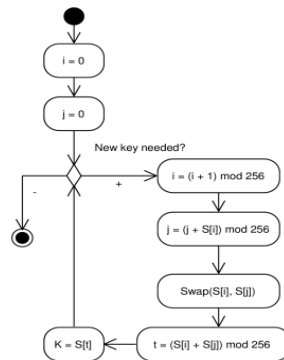 i = 0
j = 0
New key needed?
-
+
i = (i + 1) mod 256
j = (j + S[i]) mod 256
Swap(S[i], S[j])
t = (S[i] + S[j]) mod 256
K = S[t]